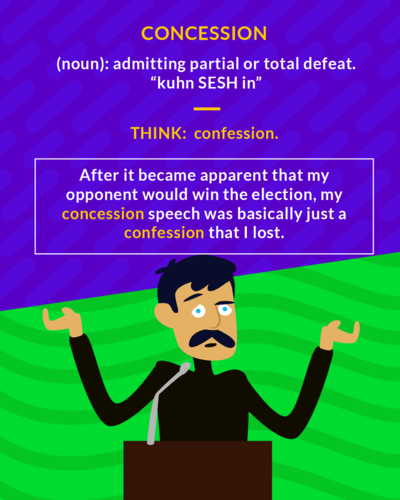 CONCESSION
(noun): admitting partial or total defeat.
“kuhn SESH in”
THINK: confession.
After it became apparent that my
opponent would win the election, my
concession speech was basically just a
confession that I lost.